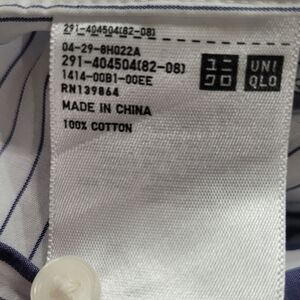 291-404504(82-08)
04-29-8H022A
291-404504(82-08)
1414-00B1-00EE
RN139864
MADE IN CHINA
100% COTTON
ユニ
クロ
UNI
QLO